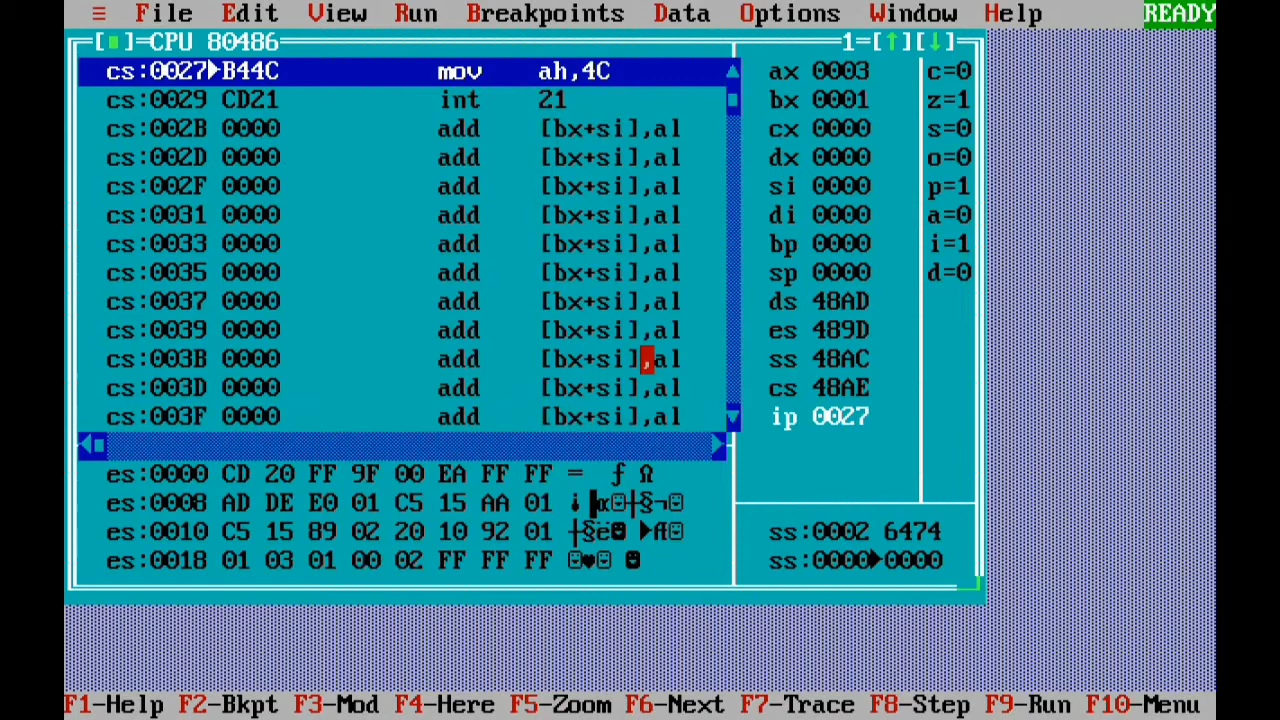 ≡ File Edit View Run Breakpoints Data Options Window Help READY
[■]=CPU 80486 1=[↑][↓]
cs:0027►B44C mov ah,4C
cs:0029 CD21 int 21
cs:002B 0000 add [bx+si],al
cs:002D 0000 add [bx+si],al
cs:002F 0000 add [bx+si],al
cs:0031 0000 add [bx+si],al
cs:0033 0000 add [bx+si],al
cs:0035 0000 add [bx+si],al
cs:0037 0000 add [bx+si],al
cs:0039 0000 add [bx+si],al
cs:003B 0000 add [bx+si],al
cs:003D 0000 add [bx+si],al
cs:003F 0000 add [bx+si],al
ax 0003 c=0
bx 0001 z=1
cx 0000 s=0
dx 0000 o=0
si 0000 p=1
di 0000 a=0
bp 0000 i=1
sp 0000 d=0
ds 48AD
es 489D
ss 48AC
cs 48AE
ip 0027
es:0000 CD 20 FF 9F 00 EA FF FF = ƒ Ω
es:0008 AD DE E0 01 C5 15 AA 01 ¡▐α☺┼§¬☺
es:0010 C5 15 89 02 20 10 92 01 ┼§ë☻ ►Æ☺
es:0018 01 03 01 00 02 FF FF FF ☺♥☺ ☻
ss:0002 6474
ss:0000►0000
F1-Help F2-Bkpt F3-Mod F4-Here F5-Zoom F6-Next F7-Trace F8-Step F9-Run F10-Menu